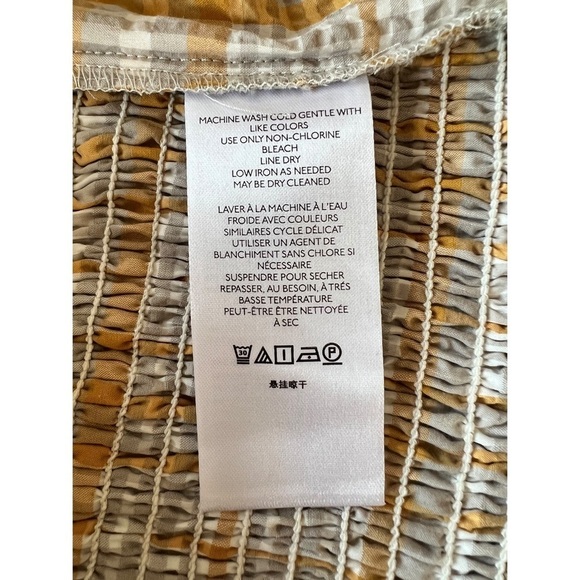 MACHINE WASH COLD GENTLE WITH
LIKE COLORS
USE ONLY NON-CHLORINE
BLEACH
LINE DRY
LOW IRON AS NEEDED
MAY BE DRY CLEANED
LAVER À LA MACHINE À L'EAU
FROIDE AVEC COULEURS
SIMILAIRES CYCLE DÉLICAT
UTILISER UN AGENT DE
BLANCHIMENT SANS CHLORE SI
NÉCESSAIRE
SUSPENDRE POUR SECHER
REPASSER, AU BESOIN, À TRÉS
BASSE TEMPÉRATURE
PEUT-ÊTRE ÊTRE NETTOYÉE
À SEC
30 P
悬挂晾干